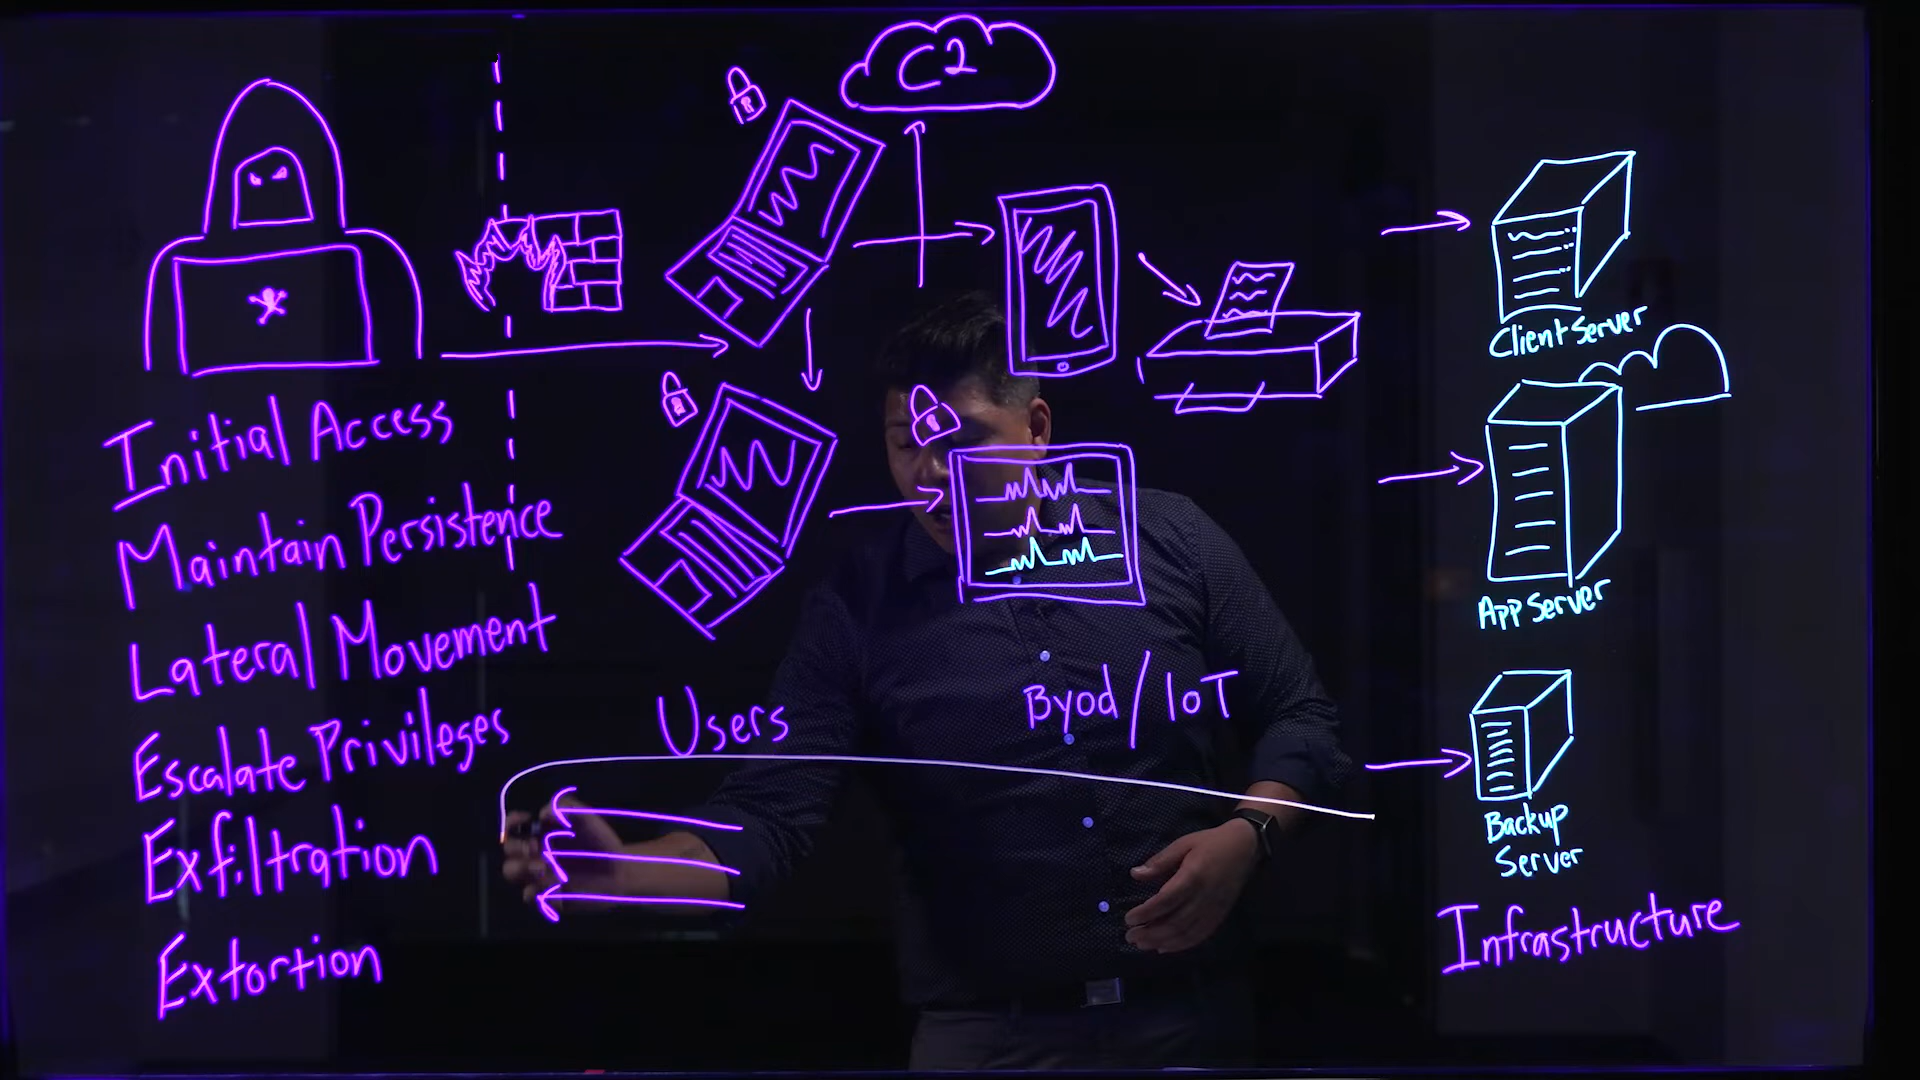 C2
Client Server
App Server
Backup
Server
Infrastructure
Initial Access
Maintain Persistence
Lateral Movement
Escalate Privileges
Exfiltration
Extortion
Users
Byod/IoT